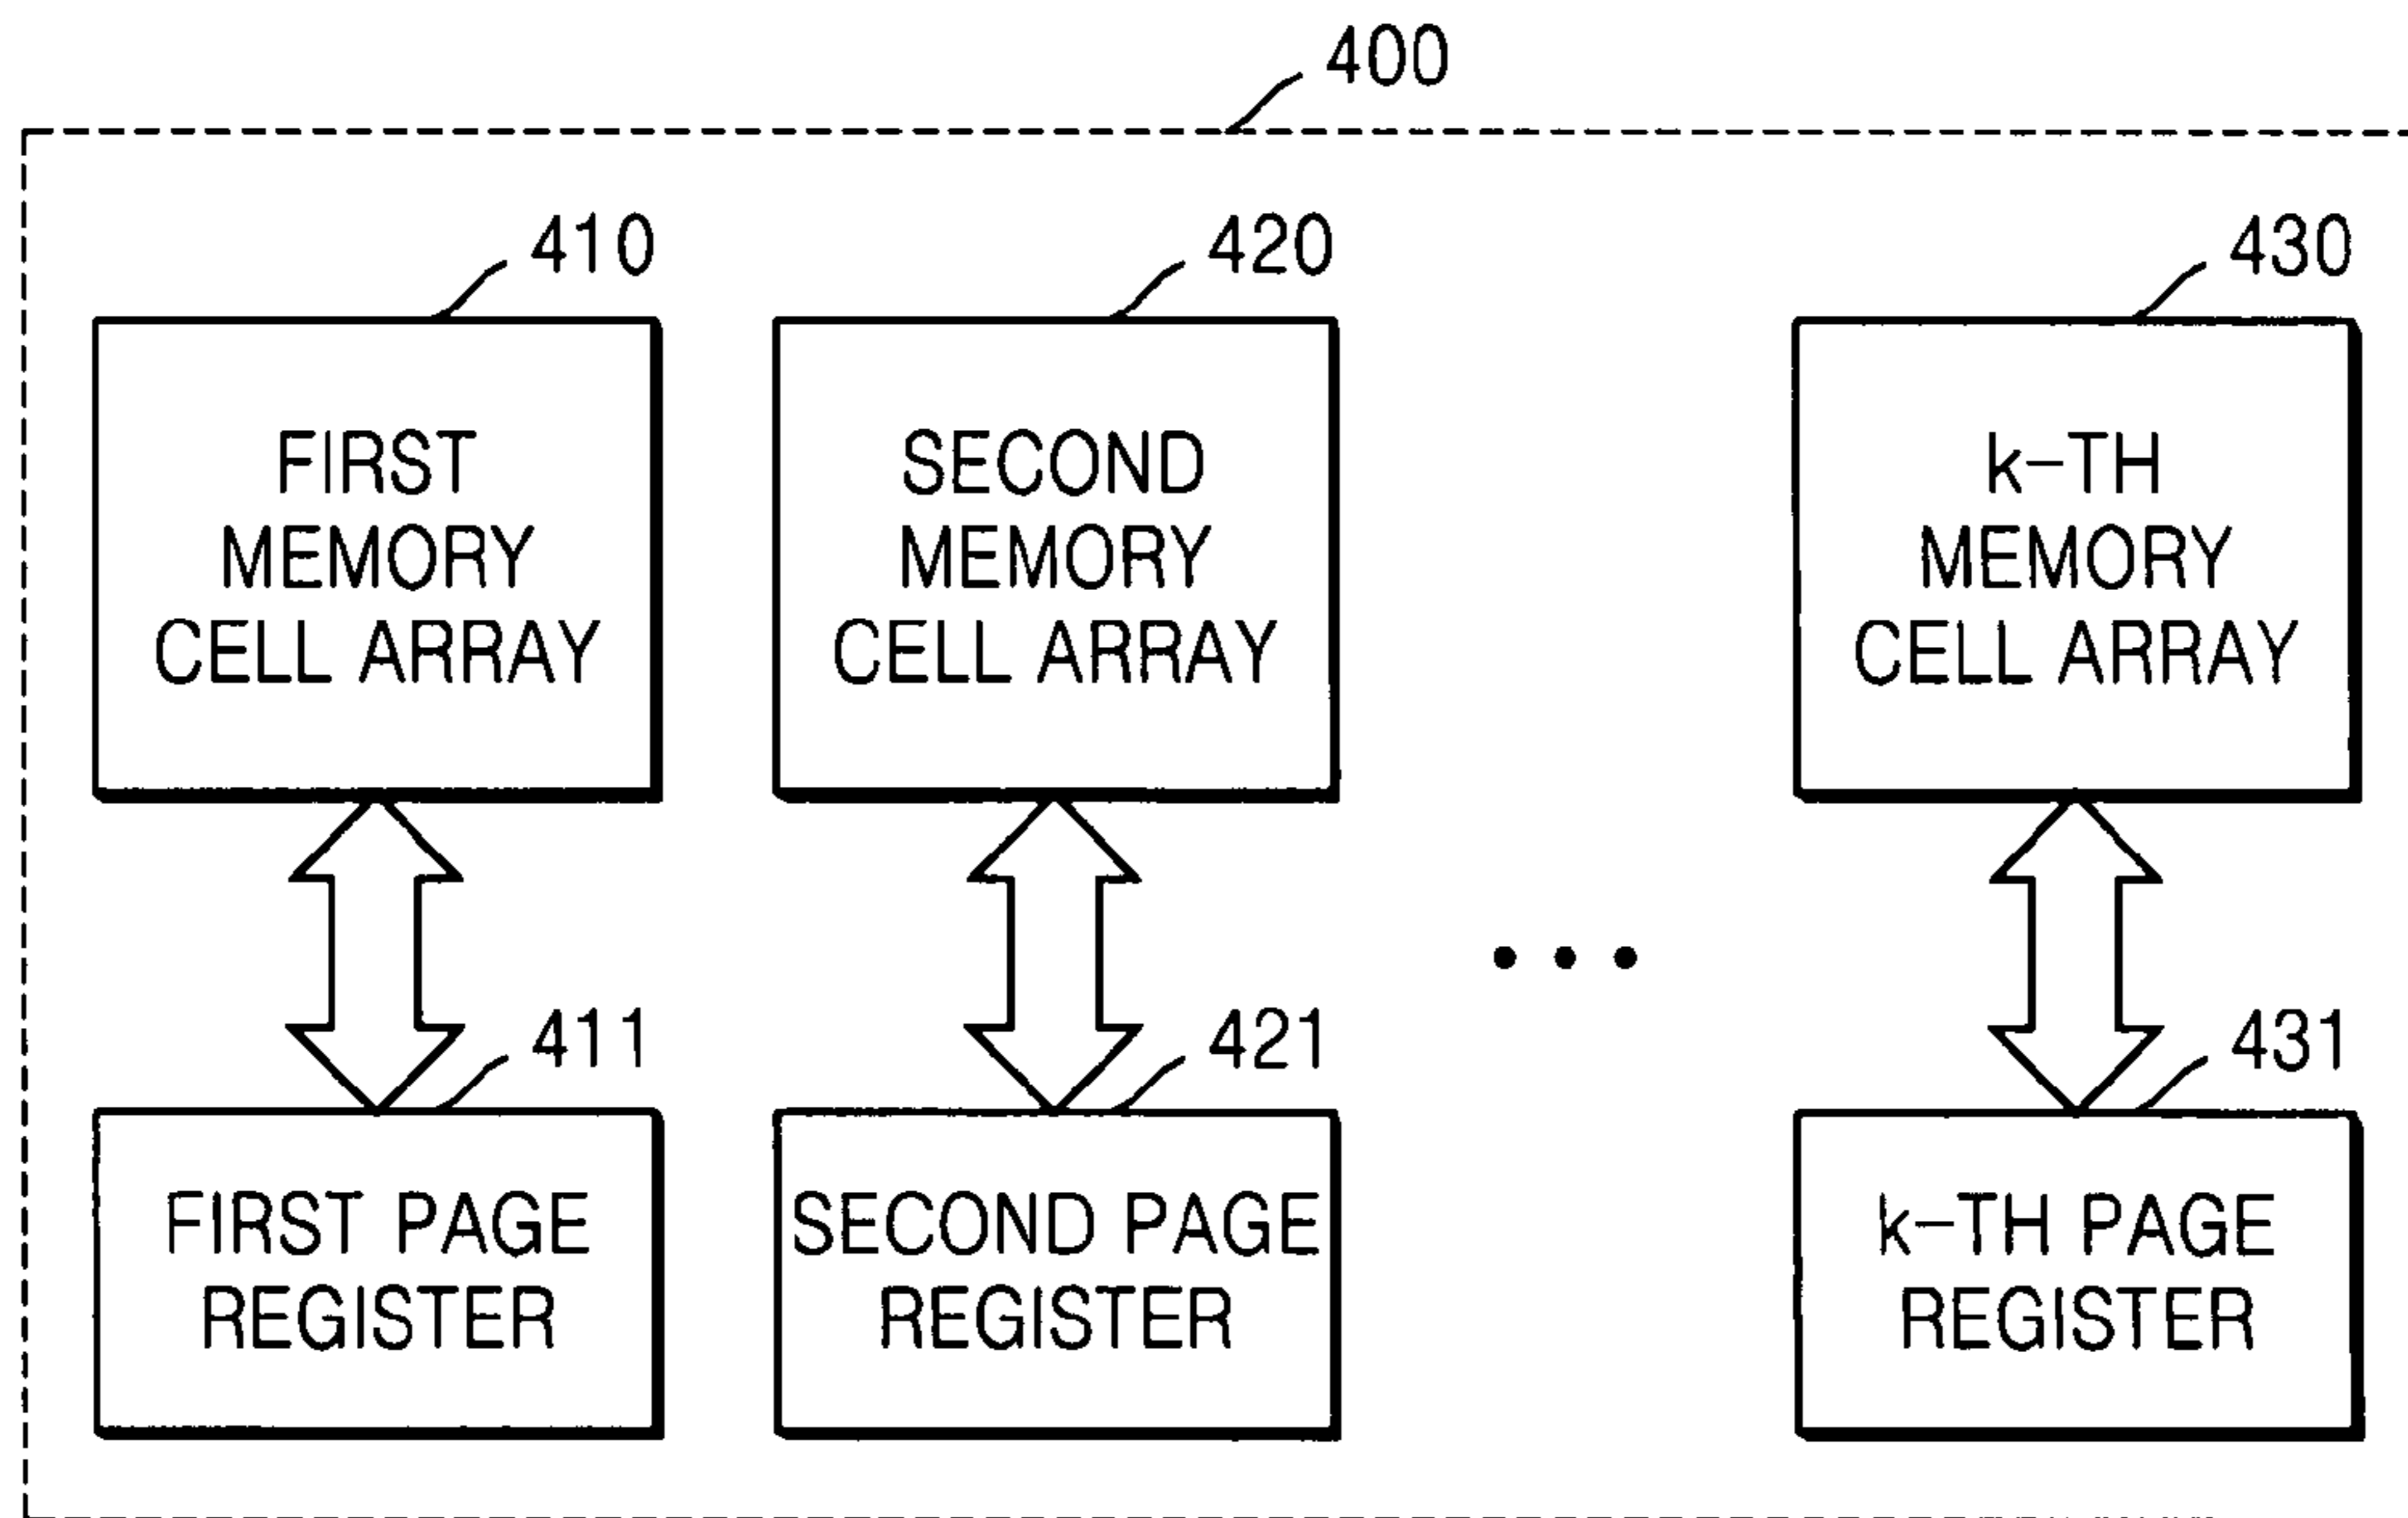 400
410
420
430
FIRST
MEMORY
CELL ARRAY
SECOND
MEMORY
CELL ARRAY
k-TH
MEMORY
CELL ARRAY
411
421
431
FIRST PAGE
REGISTER
SECOND PAGE
REGISTER
k-TH PAGE
REGISTER